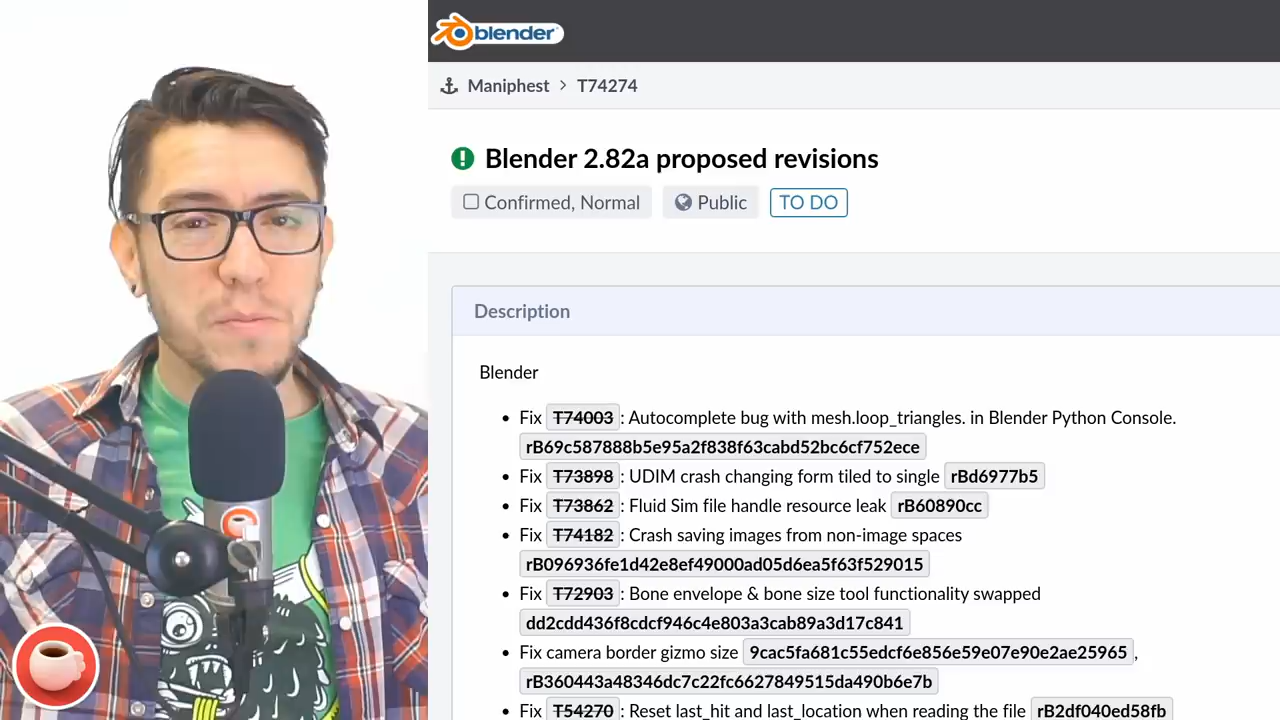 blender
Maniphest > T74274
Blender 2.82a proposed revisions
Confirmed, Normal Public TO DO
Description
Blender
• Fix T74003 : Autocomplete bug with mesh.loop_triangles. in Blender Python Console.
rB69c587888b5e95a2f838f63cabd52bc6cf752ece
• Fix T73898 : UDIM crash changing form tiled to single rBd6977b5
• Fix T73862 : Fluid Sim file handle resource leak rB60890cc
• Fix T74182 : Crash saving images from non-image spaces
rB096936fe1d42e8ef49000ad05d6ea5f63f529015
• Fix T72903 : Bone envelope & bone size tool functionality swapped
dd2cdd436f8cdcf946c4e803a3cab89a3d17c841
• Fix camera border gizmo size 9cac5fa681c55edcf6e856e59e07e90e2ae25965 ,
rB360443a48346dc7c22fc6627849515da490b6e7b
• Fix T54270 : Reset last_hit and last_location when reading the file rB2df040ed58fb